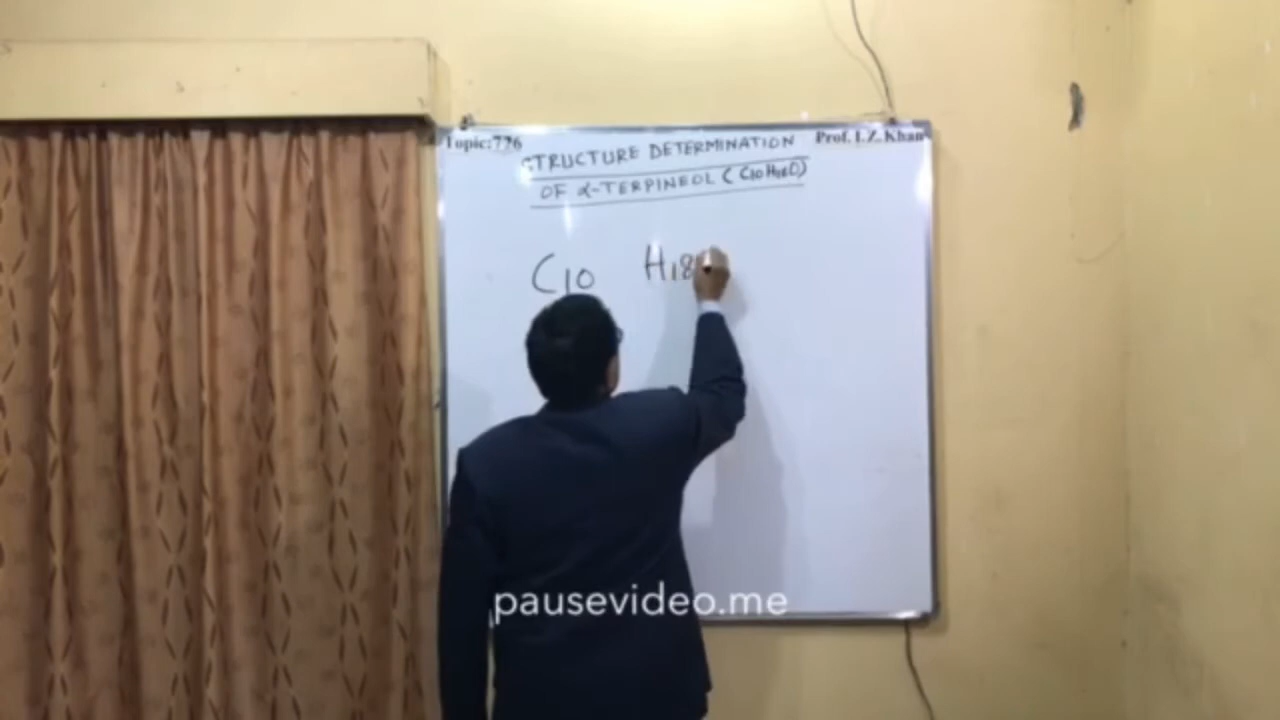 Topic:776 Prof. I.Z. Khan
STRUCTURE DETERMINATION
OF α-TERPINEOL (C10H18O)
C10 H18
pausevideo.me